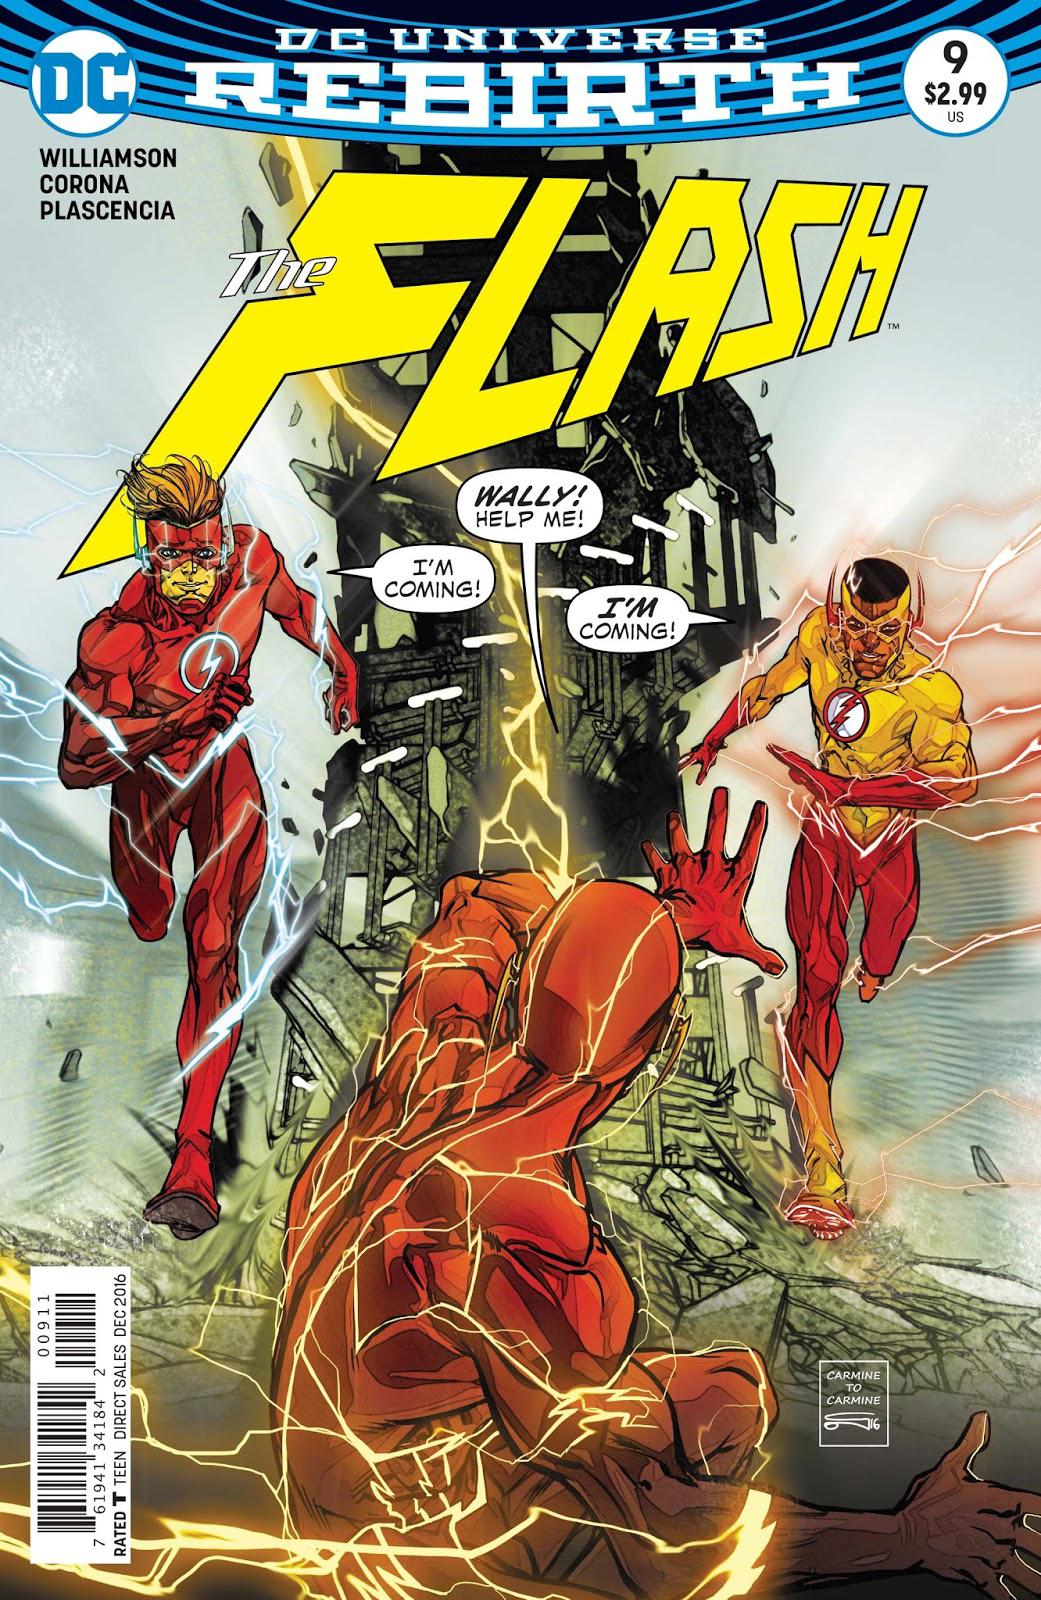 DC UNIVERSE
REBIRTH
DC
9
$2.99
US
WILLIAMSON
CORONA
PLASCENCIA
The
FLASH
™
WALLY!
HELP ME!
I'M
COMING!
I'M
COMING!
CARMINE
TO
CARMINE
16
00911
7 61941 34184 2
RATED T TEEN DIRECT SALES DEC 2016